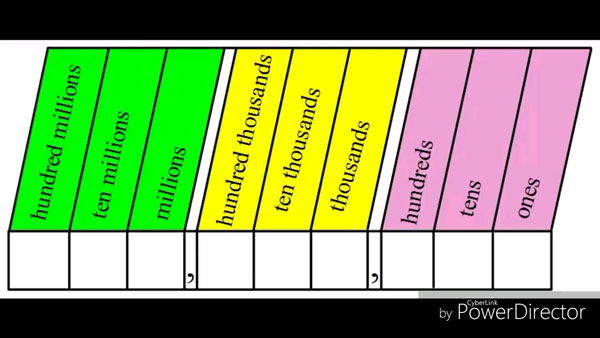 hundred millions
ten millions
millions
hundred thousands
ten thousands
thousands
hundreds
tens
ones
, ,
CyberLink
by PowerDirector